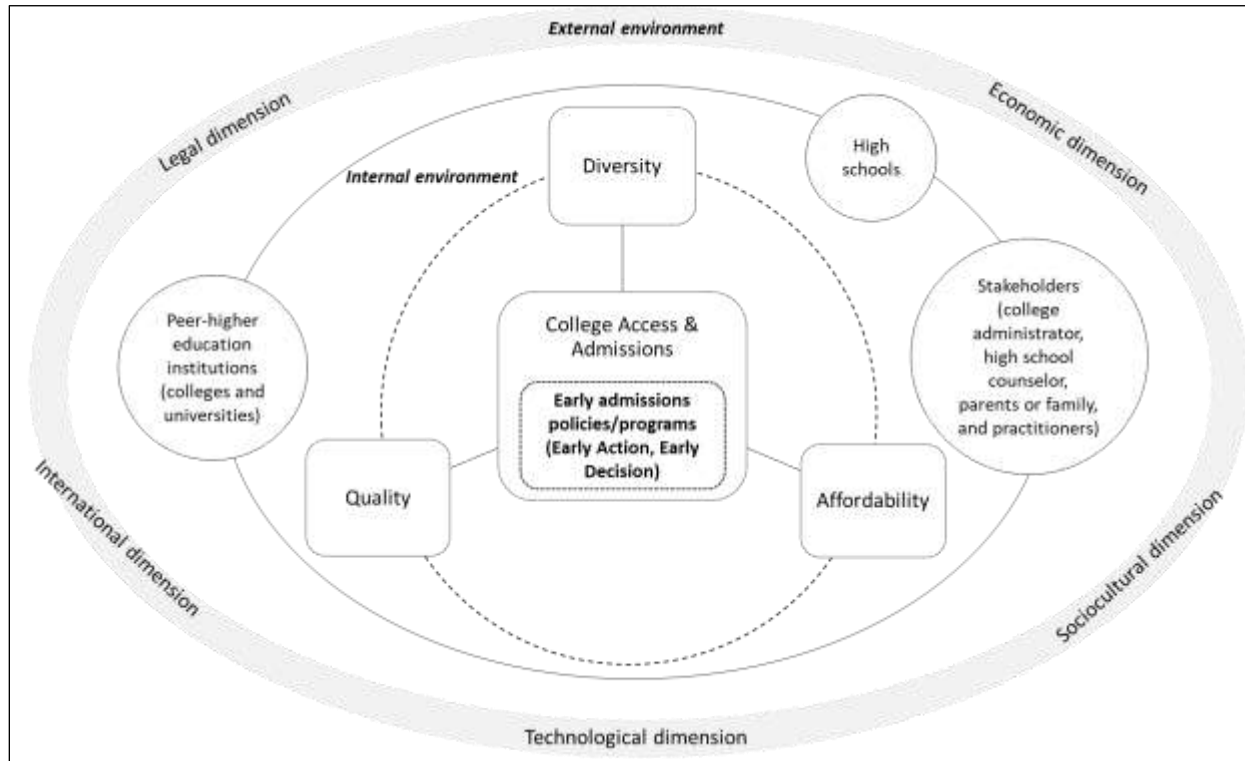 External environment
Legal dimension
Economic dimension
High
schools
Diversity
Internal environment
Peer-higher
education
institutions
(colleges and
universities)
College Access &
Admissions
Early admissions
policies/programs
(Early Action, Early
Decision)
Stakeholders
(college
administrator,
high school
counselor,
parents or family,
and practitioners)
Quality
Affordability
International dimension
Sociocultural dimension
Technological dimension